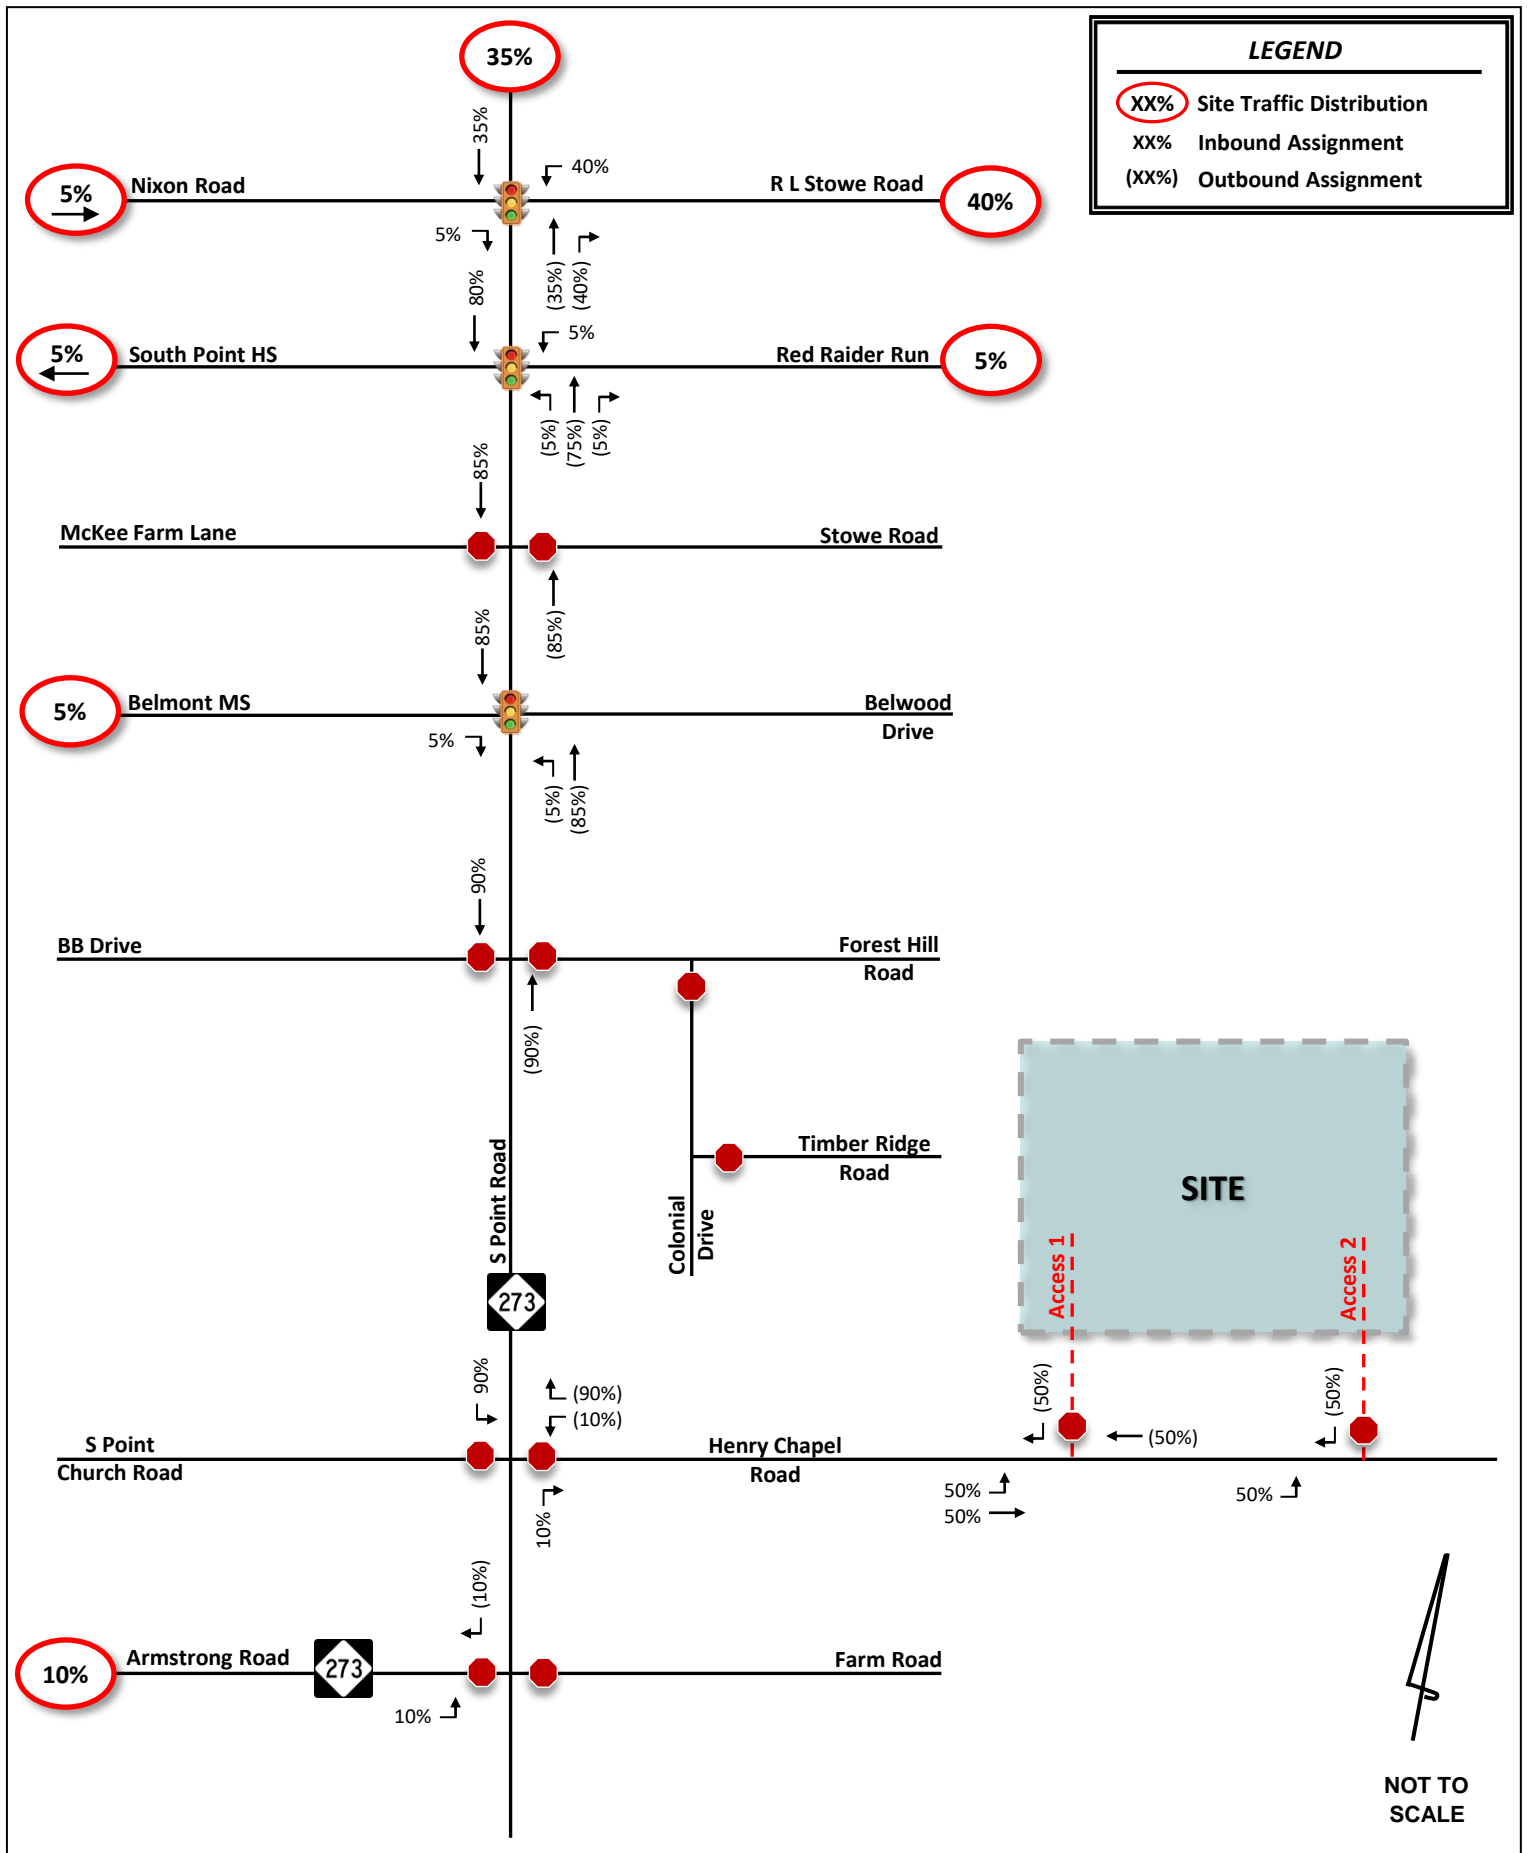 35%
LEGEND
XX% Site Traffic Distribution
XX% Inbound Assignment
(XX%) Outbound Assignment
35%
40%
5%
Nixon Road
R L Stowe Road
40%
5%
80%
(35%)
(40%)
5%
5%
South Point HS
Red Raider Run
5%
(5%)
(75%)
(5%)
85%
McKee Farm Lane
Stowe Road
85%
(85%)
5%
Belmont MS
Belwood
Drive
5%
(5%)
(85%)
90%
BB Drive
Forest Hill
Road
(90%)
Timber Ridge
Road
S Point Road
Colonial
Drive
SITE
Access 1
Access 2
273
90%
(90%)
(10%)
(50%)
(50%)
(50%)
S Point
Church Road
Henry Chapel
Road
50%
50%
50%
10%
(10%)
10%
Armstrong Road
273
Farm Road
10%
NOT TO
SCALE